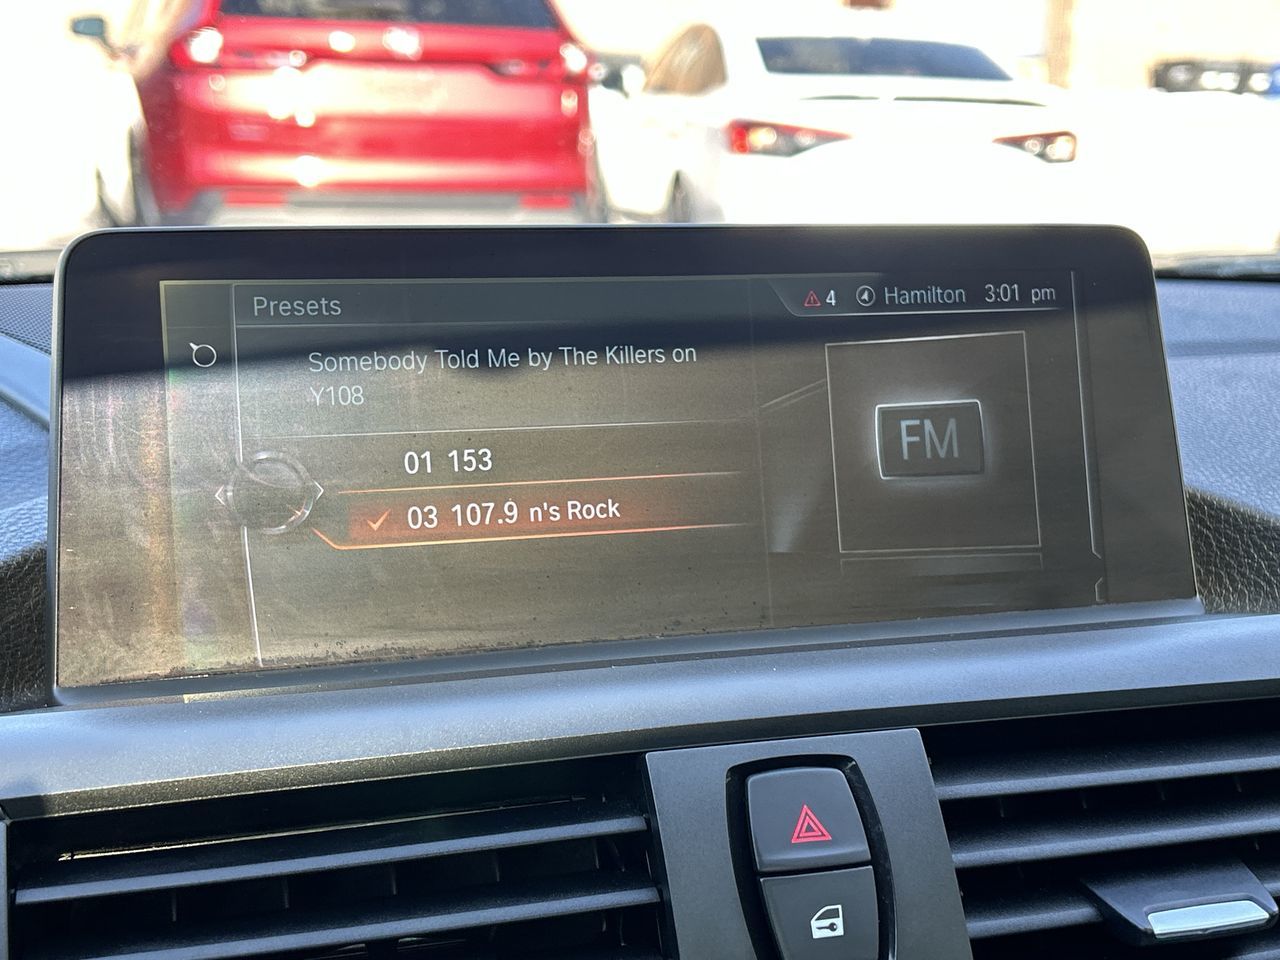 Presets
4 Hamilton 3:01 pm
Somebody Told Me by The Killers on
Y108
01 153
03 107.9 n's Rock
FM